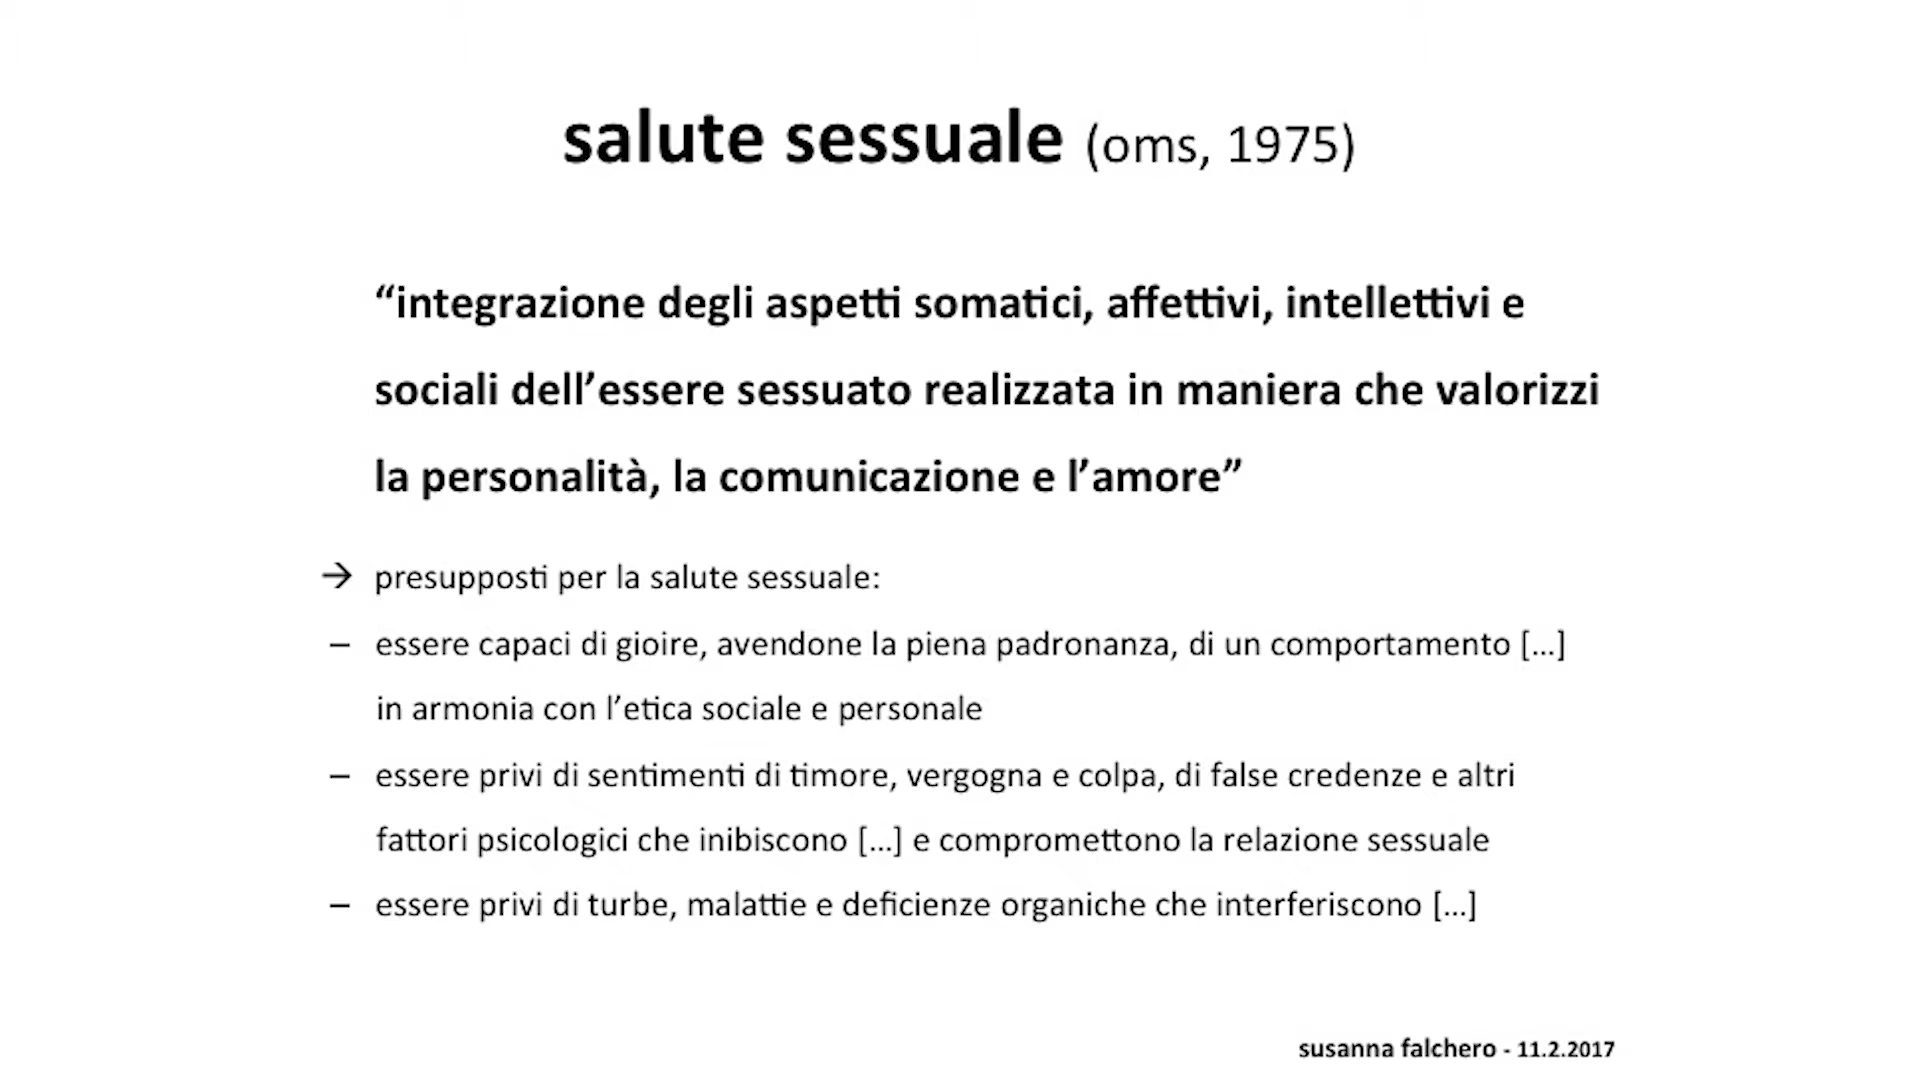 salute sessuale (oms, 1975)
“integrazione degli aspetti somatici, affettivi, intellettivi e
sociali dell’essere sessuato realizzata in maniera che valorizzi
la personalità, la comunicazione e l’amore”
→ presupposti per la salute sessuale:
– essere capaci di gioire, avendone la piena padronanza, di un comportamento [...]
in armonia con l’etica sociale e personale
– essere privi di sentimenti di timore, vergogna e colpa, di false credenze e altri
fattori psicologici che inibiscono [...] e compromettono la relazione sessuale
– essere privi di turbe, malattie e deficienze organiche che interferiscono [...]
susanna falchero - 11.2.2017